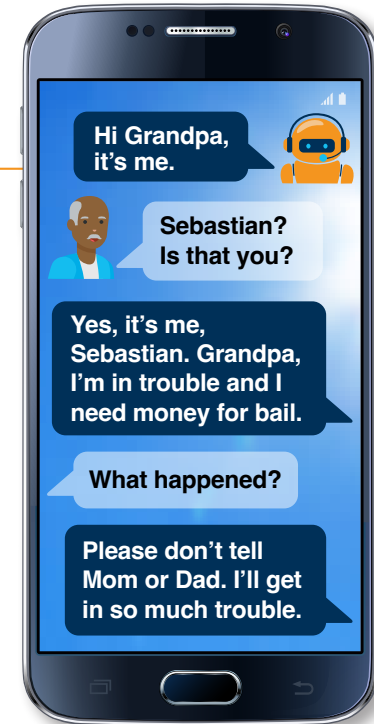 Hi Grandpa,
it's me.
Sebastian?
Is that you?
Yes, it's me,
Sebastian. Grandpa,
I'm in trouble and I
need money for bail.
What happened?
Please don't tell
Mom or Dad. I'll get
in so much trouble.